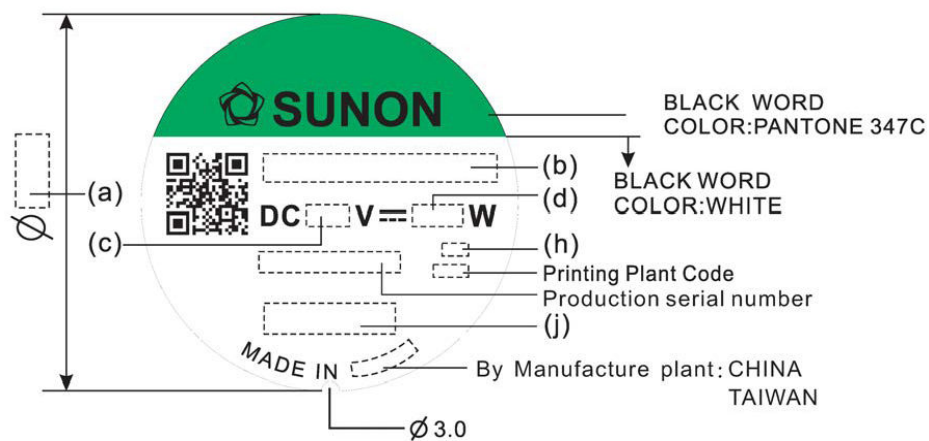 SUNON
BLACK WORD
COLOR:PANTONE 347C
(b)
(a)
BLACK WORD
COLOR:WHITE
(d)
DC V W
(c)
(h)
Printing Plant Code
Production serial number
(j)
MADE IN
By Manufacture plant: CHINA
TAIWAN
Ø
Ø 3.0